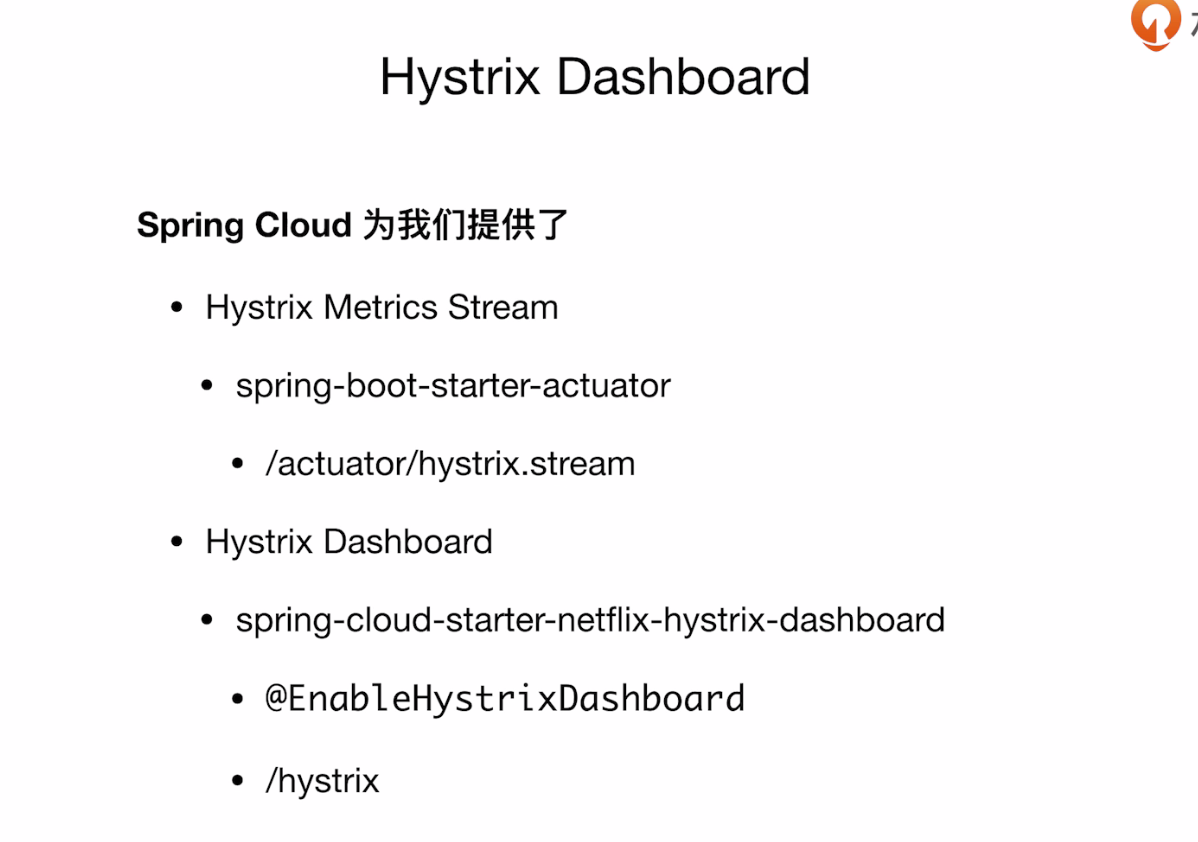 Hystrix Dashboard
Spring Cloud 为我们提供了
• Hystrix Metrics Stream
• spring-boot-starter-actuator
• /actuator/hystrix.stream
• Hystrix Dashboard
• spring-cloud-starter-netflix-hystrix-dashboard
• @EnableHystrixDashboard
• /hystrix